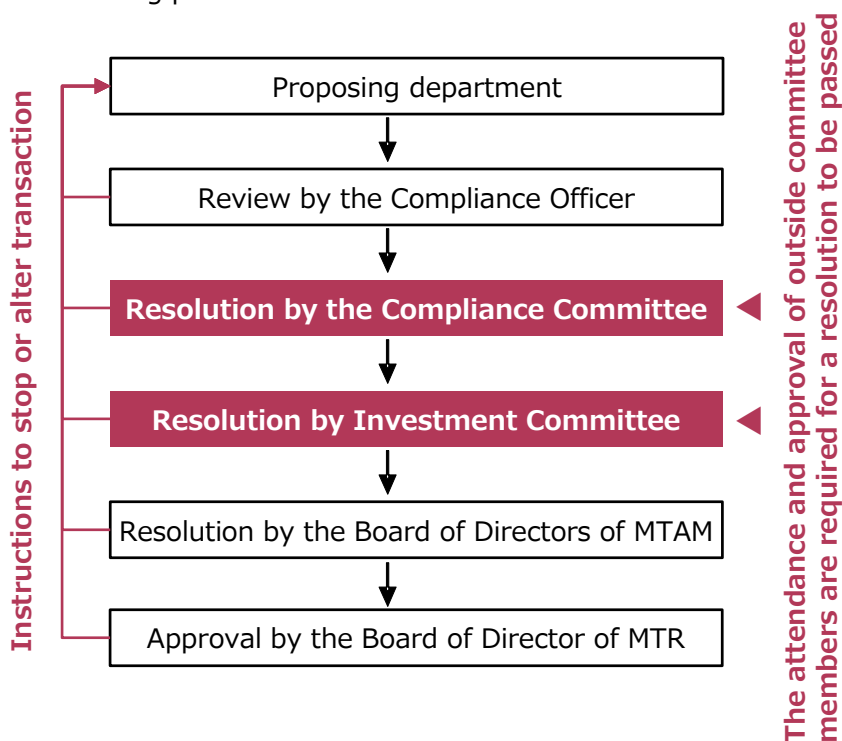 Proposing department
Review by the Compliance Officer
Resolution by the Compliance Committee
Resolution by Investment Committee
Resolution by the Board of Directors of MTAM
Approval by the Board of Director of MTR
Instructions to stop or alter transaction
The attendance and approval of outside committee
members are required for a resolution to be passed